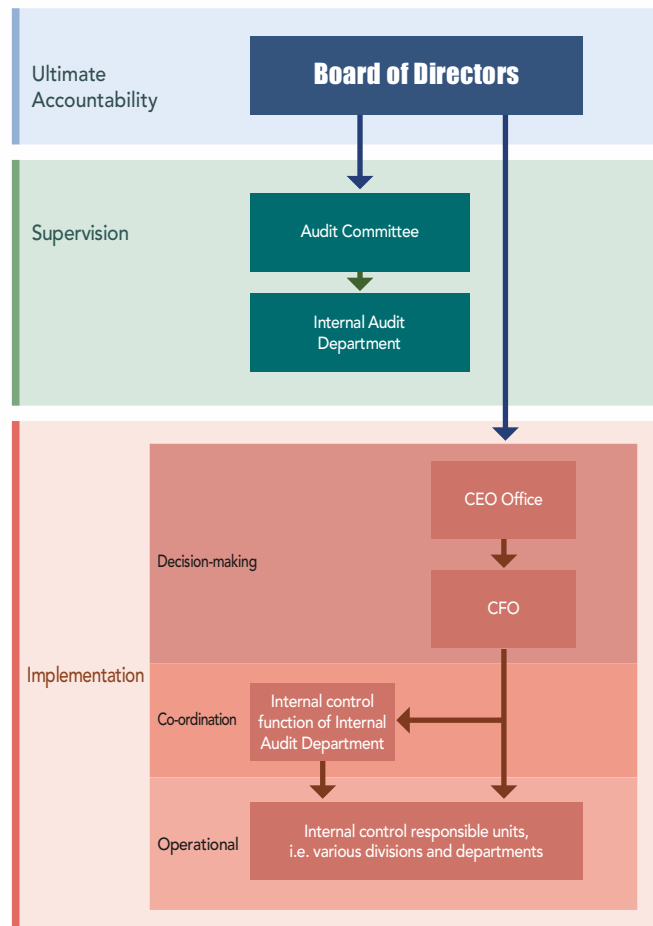 Ultimate
Accountability
Board of Directors
Supervision
Audit Committee
Internal Audit
Department
Implementation
Decision-making
CEO Office
CFO
Co-ordination
Internal control
function of Internal
Audit Department
Operational
Internal control responsible units,
i.e. various divisions and departments